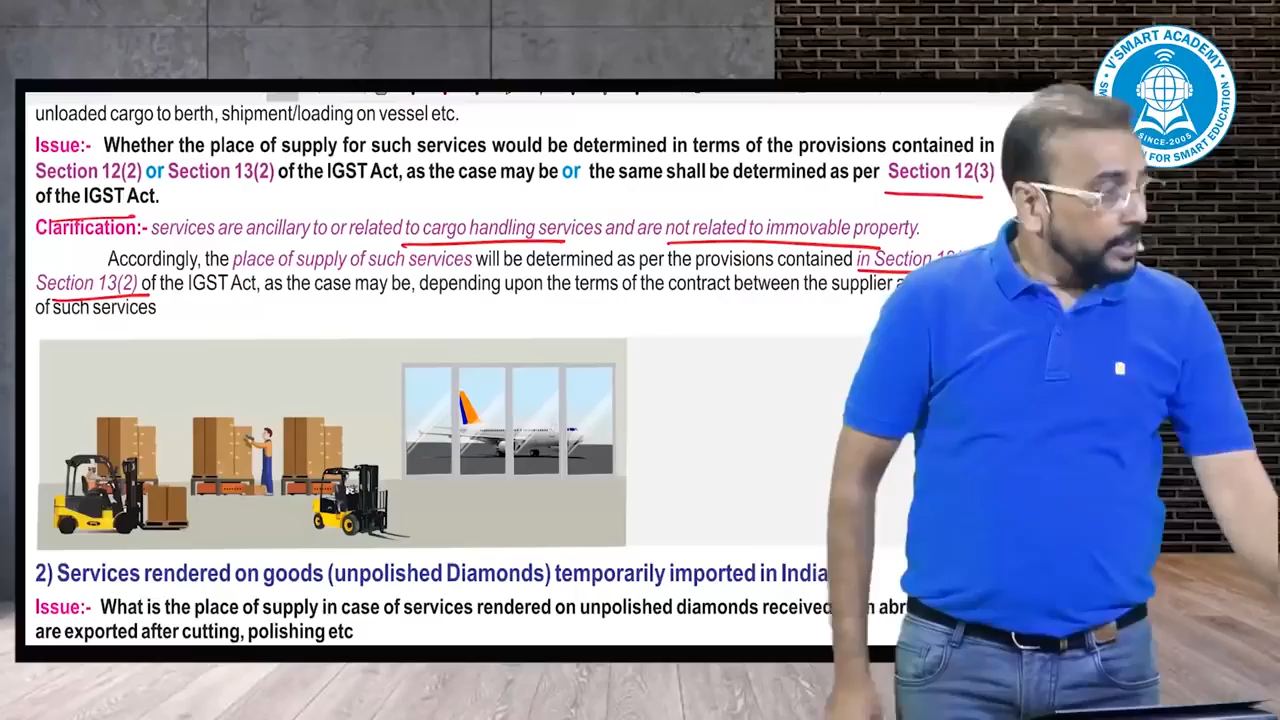 unloaded cargo to berth, shipment/loading on vessel etc.
Issue:- Whether the place of supply for such services would be determined in terms of the provisions contained in
Section 12(2) or Section 13(2) of the IGST Act, as the case may be or the same shall be determined as per Section 12(3)
of the IGST Act.
Clarification:- services are ancillary to or related to cargo handling services and are not related to immovable property.
Accordingly, the place of supply of such services will be determined as per the provisions contained in Section
Section 13(2) of the IGST Act, as the case may be, depending upon the terms of the contract between the supplier
of such services
2) Services rendered on goods (unpolished Diamonds) temporarily imported in India
Issue:- What is the place of supply in case of services rendered on unpolished diamonds received
are exported after cutting, polishing etc
V'SMART ACADEMY
SINCE-2005
FOR SMART EDUCATION